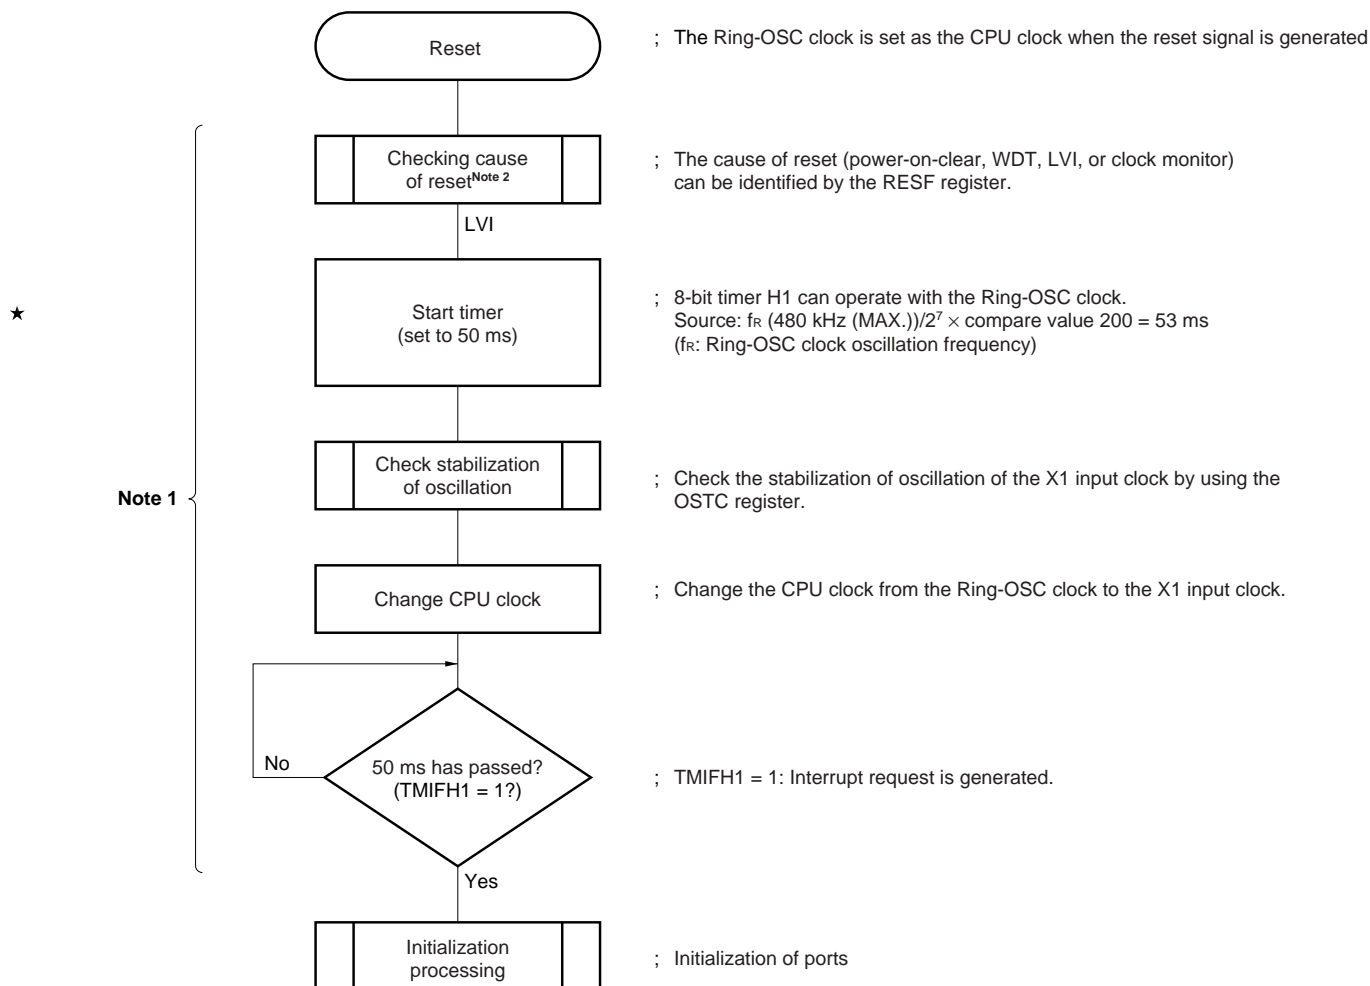 Reset
; The Ring-OSC clock is set as the CPU clock when the reset signal is generated
Checking cause
of reset^Note 2
; The cause of reset (power-on-clear, WDT, LVI, or clock monitor)
can be identified by the RESF register.
LVI
★
Start timer
(set to 50 ms)
; 8-bit timer H1 can operate with the Ring-OSC clock.
Source: fR (480 kHz (MAX.))/2⁷ × compare value 200 = 53 ms
(fR: Ring-OSC clock oscillation frequency)
Note 1
Check stabilization
of oscillation
; Check the stabilization of oscillation of the X1 input clock by using the
OSTC register.
Change CPU clock
; Change the CPU clock from the Ring-OSC clock to the X1 input clock.
No
50 ms has passed?
(TMIFH1 = 1?)
; TMIFH1 = 1: Interrupt request is generated.
Yes
Initialization
processing
; Initialization of ports